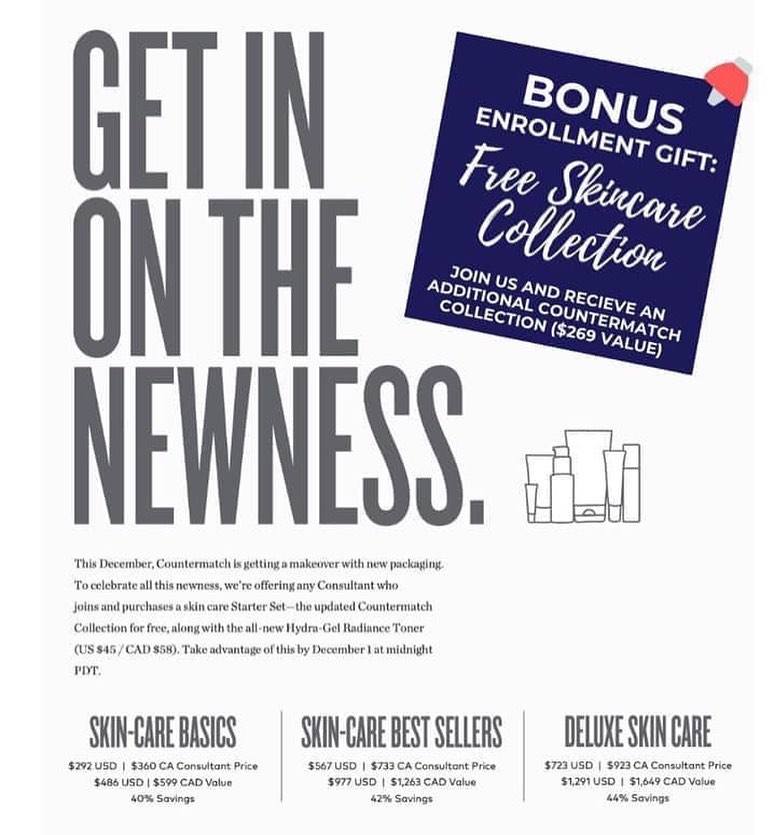 GET IN
ON THE
NEWNESS.
BONUS
ENROLLMENT GIFT:
Free Skincare
Collection
JOIN US AND RECIEVE AN
ADDITIONAL COUNTERMATCH
COLLECTION ($269 VALUE)
This December, Countermatch is getting a makeover with new packaging.
To celebrate all this newness, we're offering any Consultant who
joins and purchases a skin care Starter Set—the updated Countermatch
Collection for free, along with the all-new Hydra-Gel Radiance Toner
(US $45 / CAD $58). Take advantage of this by December 1 at midnight
PDT.
SKIN-CARE BASICS
$292 USD | $360 CA Consultant Price
$486 USD | $599 CAD Value
40% Savings
SKIN-CARE BEST SELLERS
$567 USD | $733 CA Consultant Price
$977 USD | $1,263 CAD Value
42% Savings
DELUXE SKIN CARE
$723 USD | $923 CA Consultant Price
$1,291 USD | $1,649 CAD Value
44% Savings